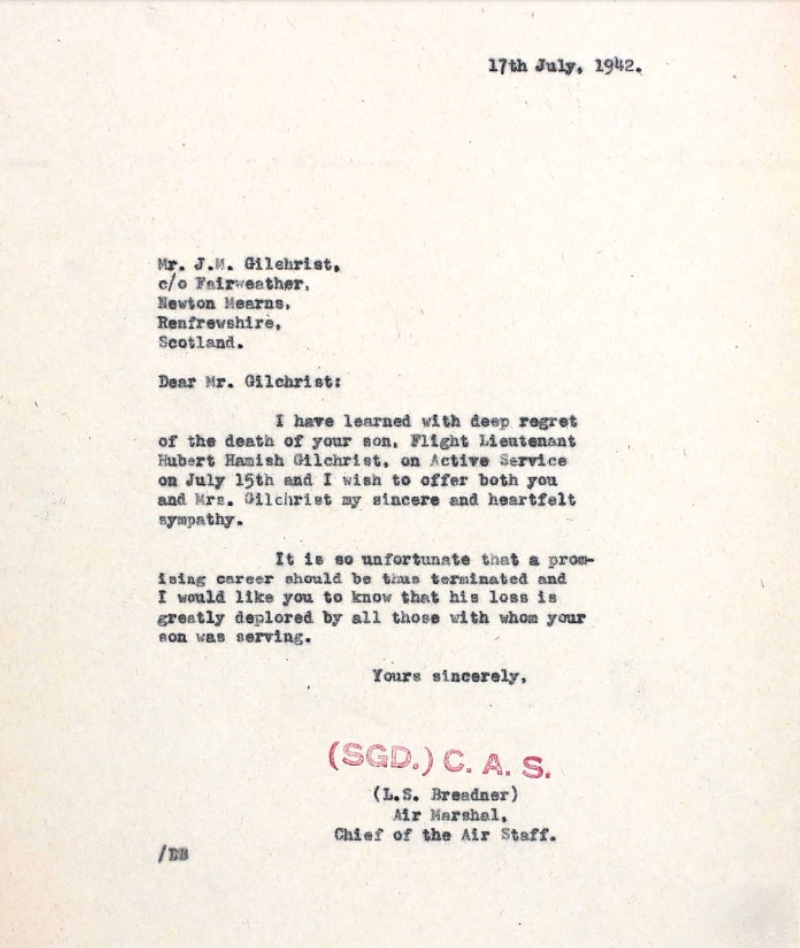 17th July, 1942.
Mr. J.M. Gilchrist,
c/o Fairweather,
Newton Mearns,
Renfrewshire,
Scotland.
Dear Mr. Gilchrist:
I have learned with deep regret
of the death of your son, Flight Lieutenant
Hubert Hamish Gilchrist, on Active Service
on July 15th and I wish to offer both you
and Mrs. Gilchrist my sincere and heartfelt
sympathy.
It is so unfortunate that a prom-
ising career should be thus terminated and
I would like you to know that his loss is
greatly deplored by all those with whom your
son was serving.
Yours sincerely,
(SGD.) C. A. S.
(L.S. Breadner)
Air Marshal,
Chief of the Air Staff.
/DB